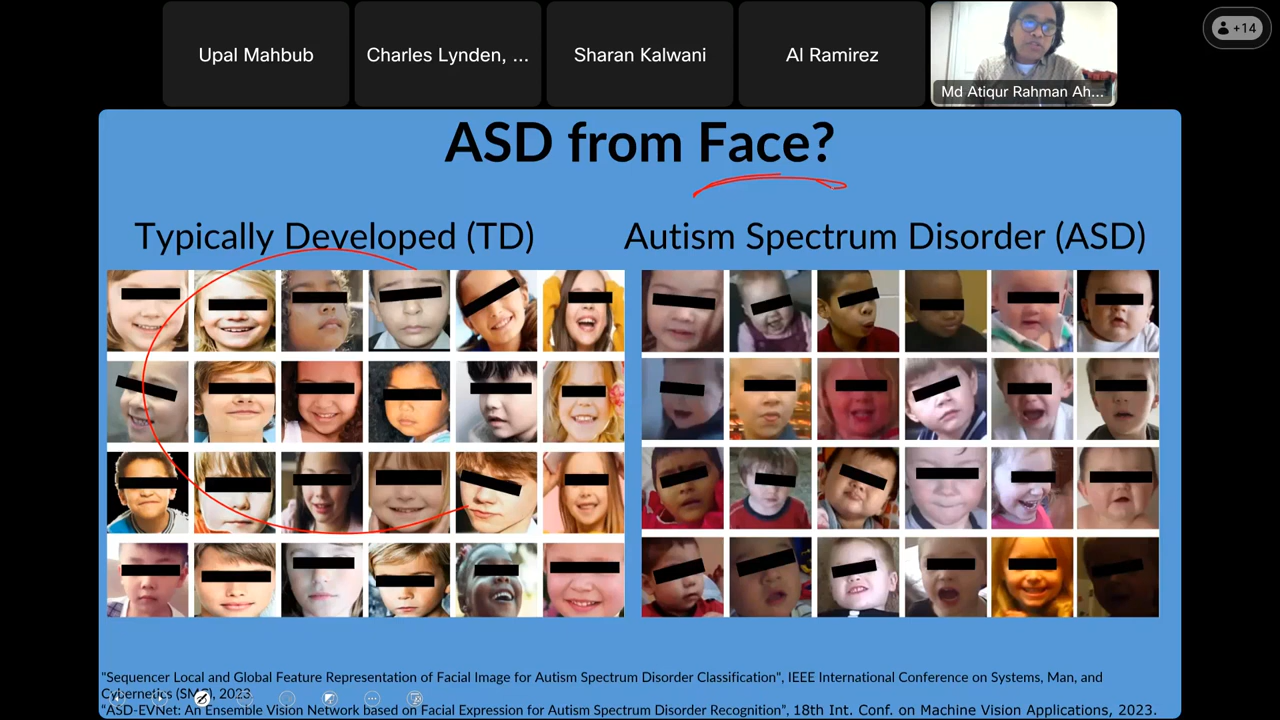 Upal Mahbub
Charles Lynden, ...
Sharan Kalwani
Al Ramirez
Md Atiqur Rahman Ah...
+14
ASD from Face?
Typically Developed (TD)
Autism Spectrum Disorder (ASD)
"Sequencer Local and Global Feature Representation of Facial Image for Autism Spectrum Disorder Classification", IEEE International Conference on Systems, Man, and
Cybernetics (SMC), 2023
"ASD-EVNet: An Ensemble Vision Network based on Facial Expression for Autism Spectrum Disorder Recognition", 18th Int. Conf. on Machine Vision Applications, 2023.